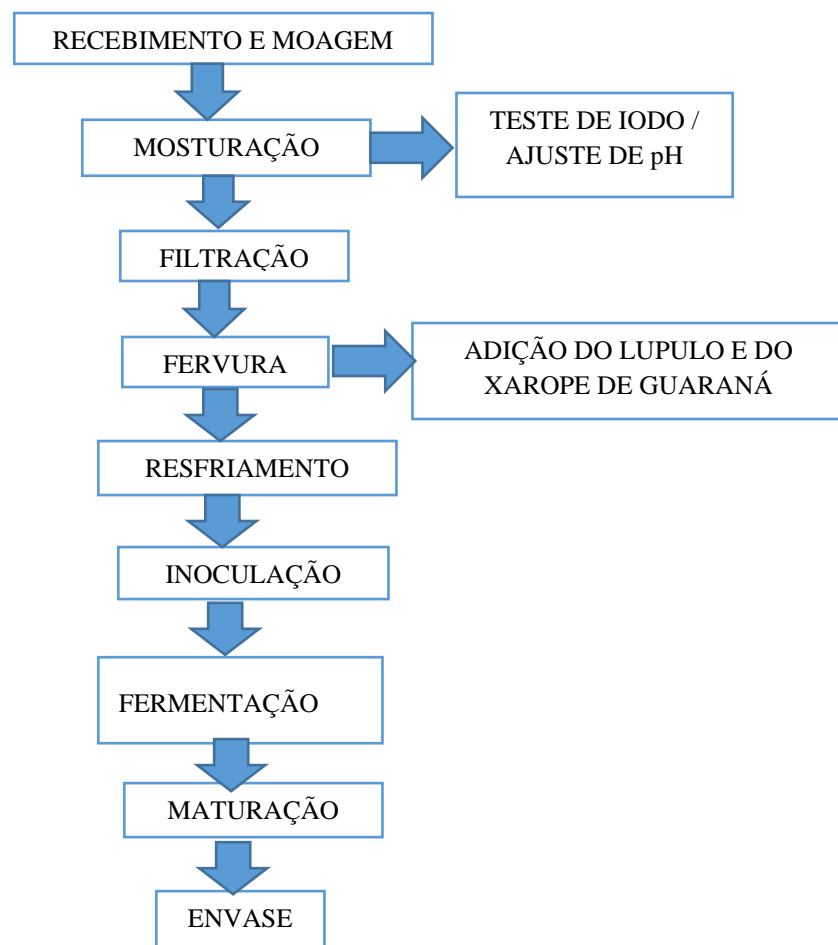 RECEBIMENTO E MOAGEM
MOSTURAÇÃO
TESTE DE IODO /
AJUSTE DE pH
FILTRAÇÃO
FERVURA
ADIÇÃO DO LUPULO E DO
XAROPE DE GUARANÁ
RESFRIAMENTO
INOCULAÇÃO
FERMENTAÇÃO
MATURAÇÃO
ENVASE